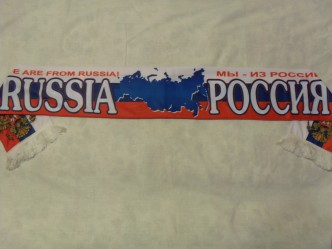 E ARE FROM RUSSIA!
МЫ - ИЗ РОССИ
RUSSIA
РОССИЯ